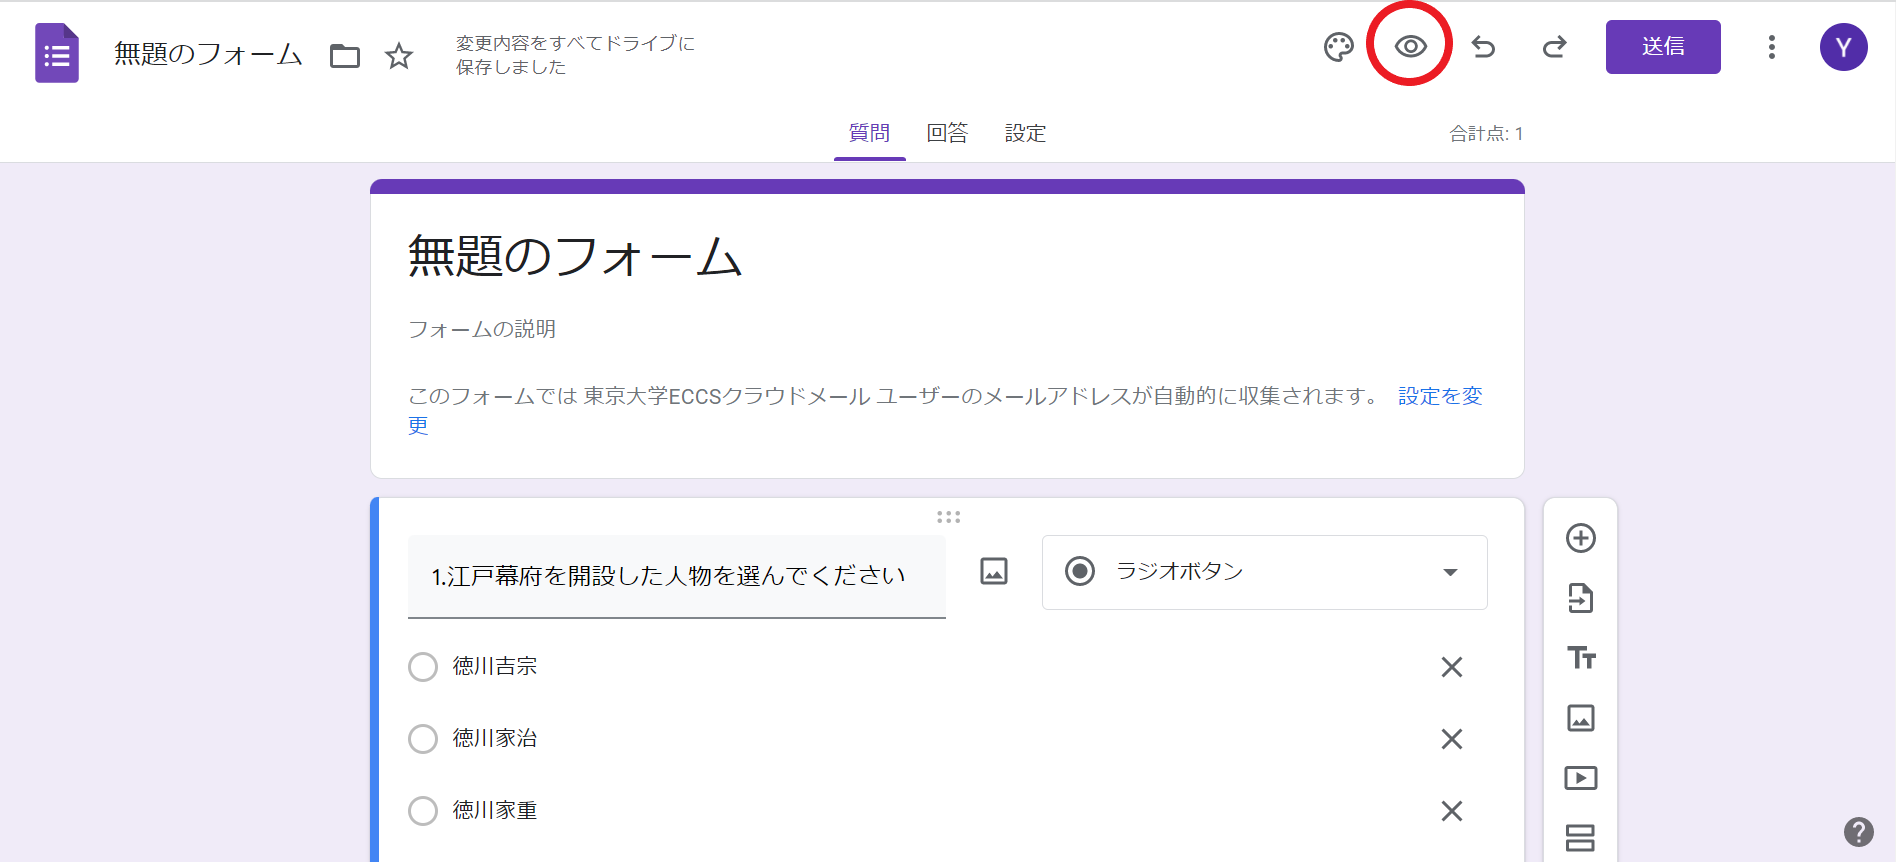 無題のフォーム
変更内容をすべてドライブに
保存しました
送信
Y
質問 回答 設定
合計点: 1
無題のフォーム
フォームの説明
このフォームでは 東京大学ECCSクラウドメール ユーザーのメールアドレスが自動的に収集されます。 設定を変
更
1.江戸幕府を開設した人物を選んでください
ラジオボタン
徳川吉宗
徳川家治
徳川家重